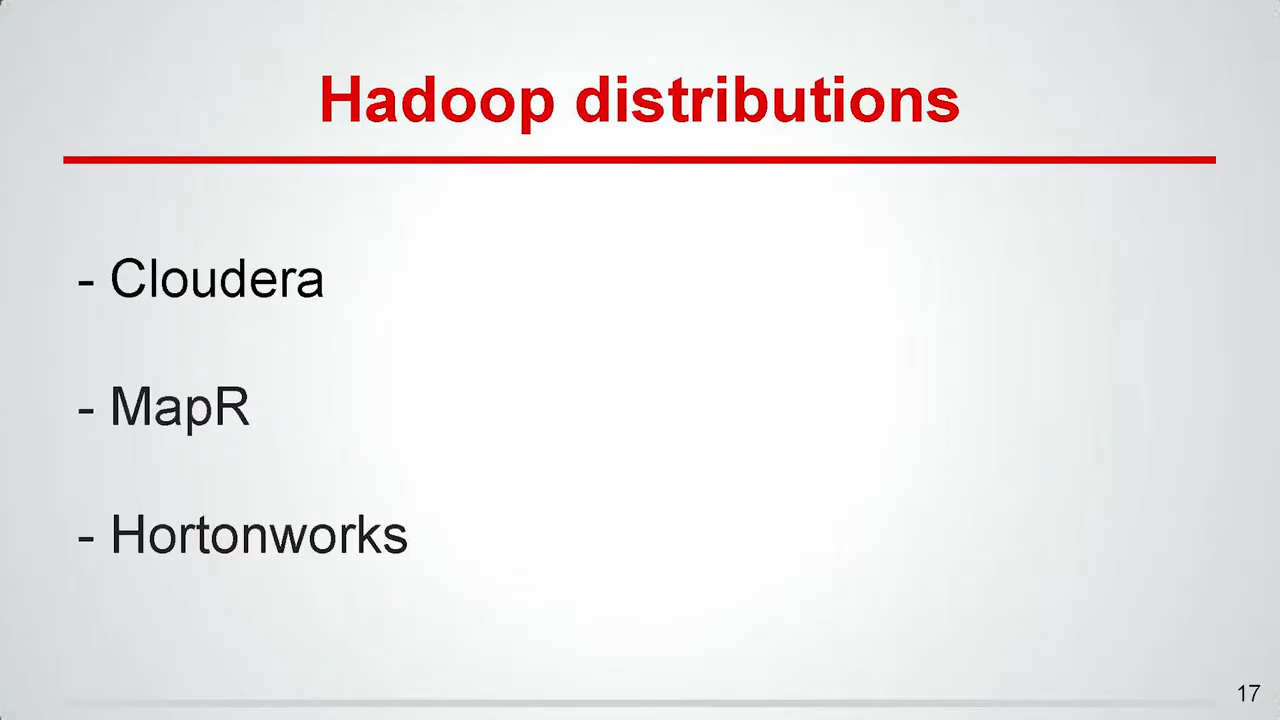 Hadoop distributions
- Cloudera
- MapR
- Hortonworks
17